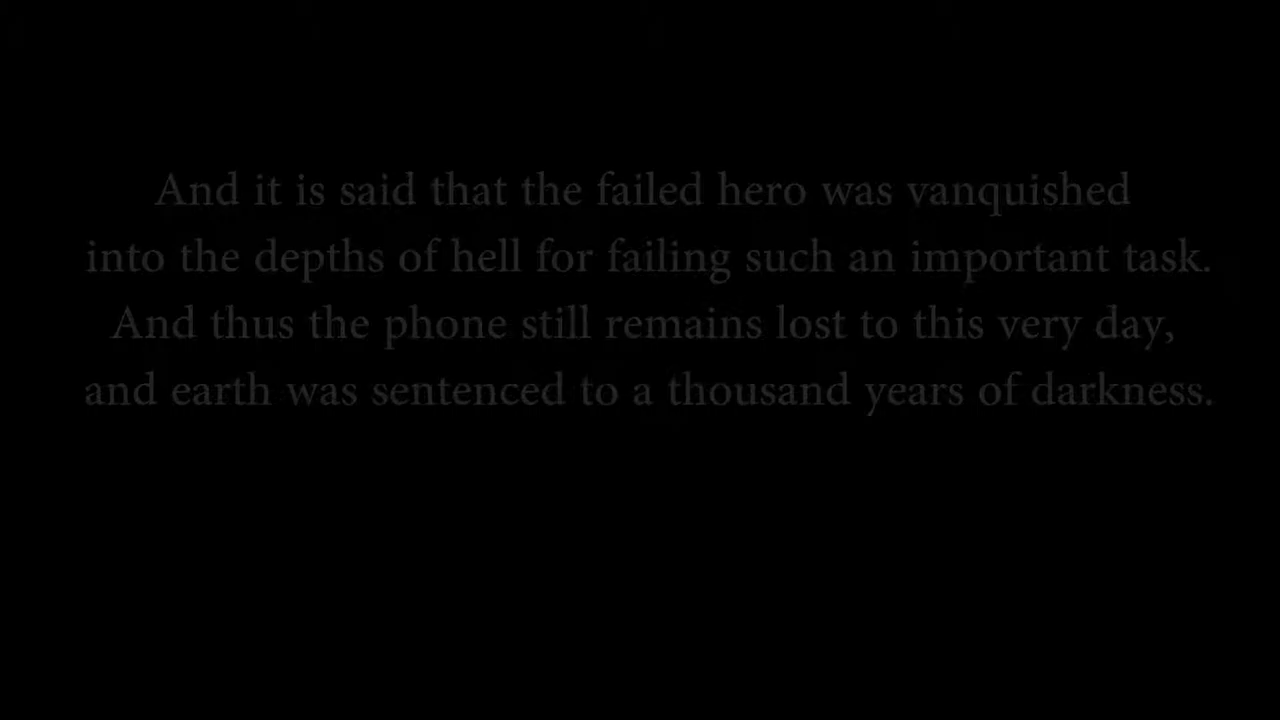 And it is said that the failed hero was vanquished
into the depths of hell for failing such an important task.
And thus the phone still remains lost to this very day,
and earth was sentenced to a thousand years of darkness.